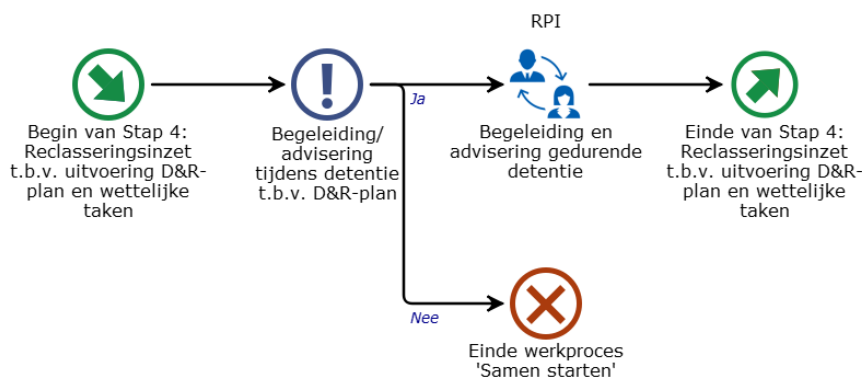 RPI
Begin van Stap 4:
Reclasseringsinzet
t.b.v. uitvoering D&R-
plan en wettelijke
taken
Begeleiding/
advisering
tijdens detentie
t.b.v. D&R-plan
Ja
Begeleiding en
advisering gedurende
detentie
Einde van Stap 4:
Reclasseringsinzet
t.b.v. uitvoering D&R-
plan en wettelijke
taken
Nee
Einde werkproces
'Samen starten'